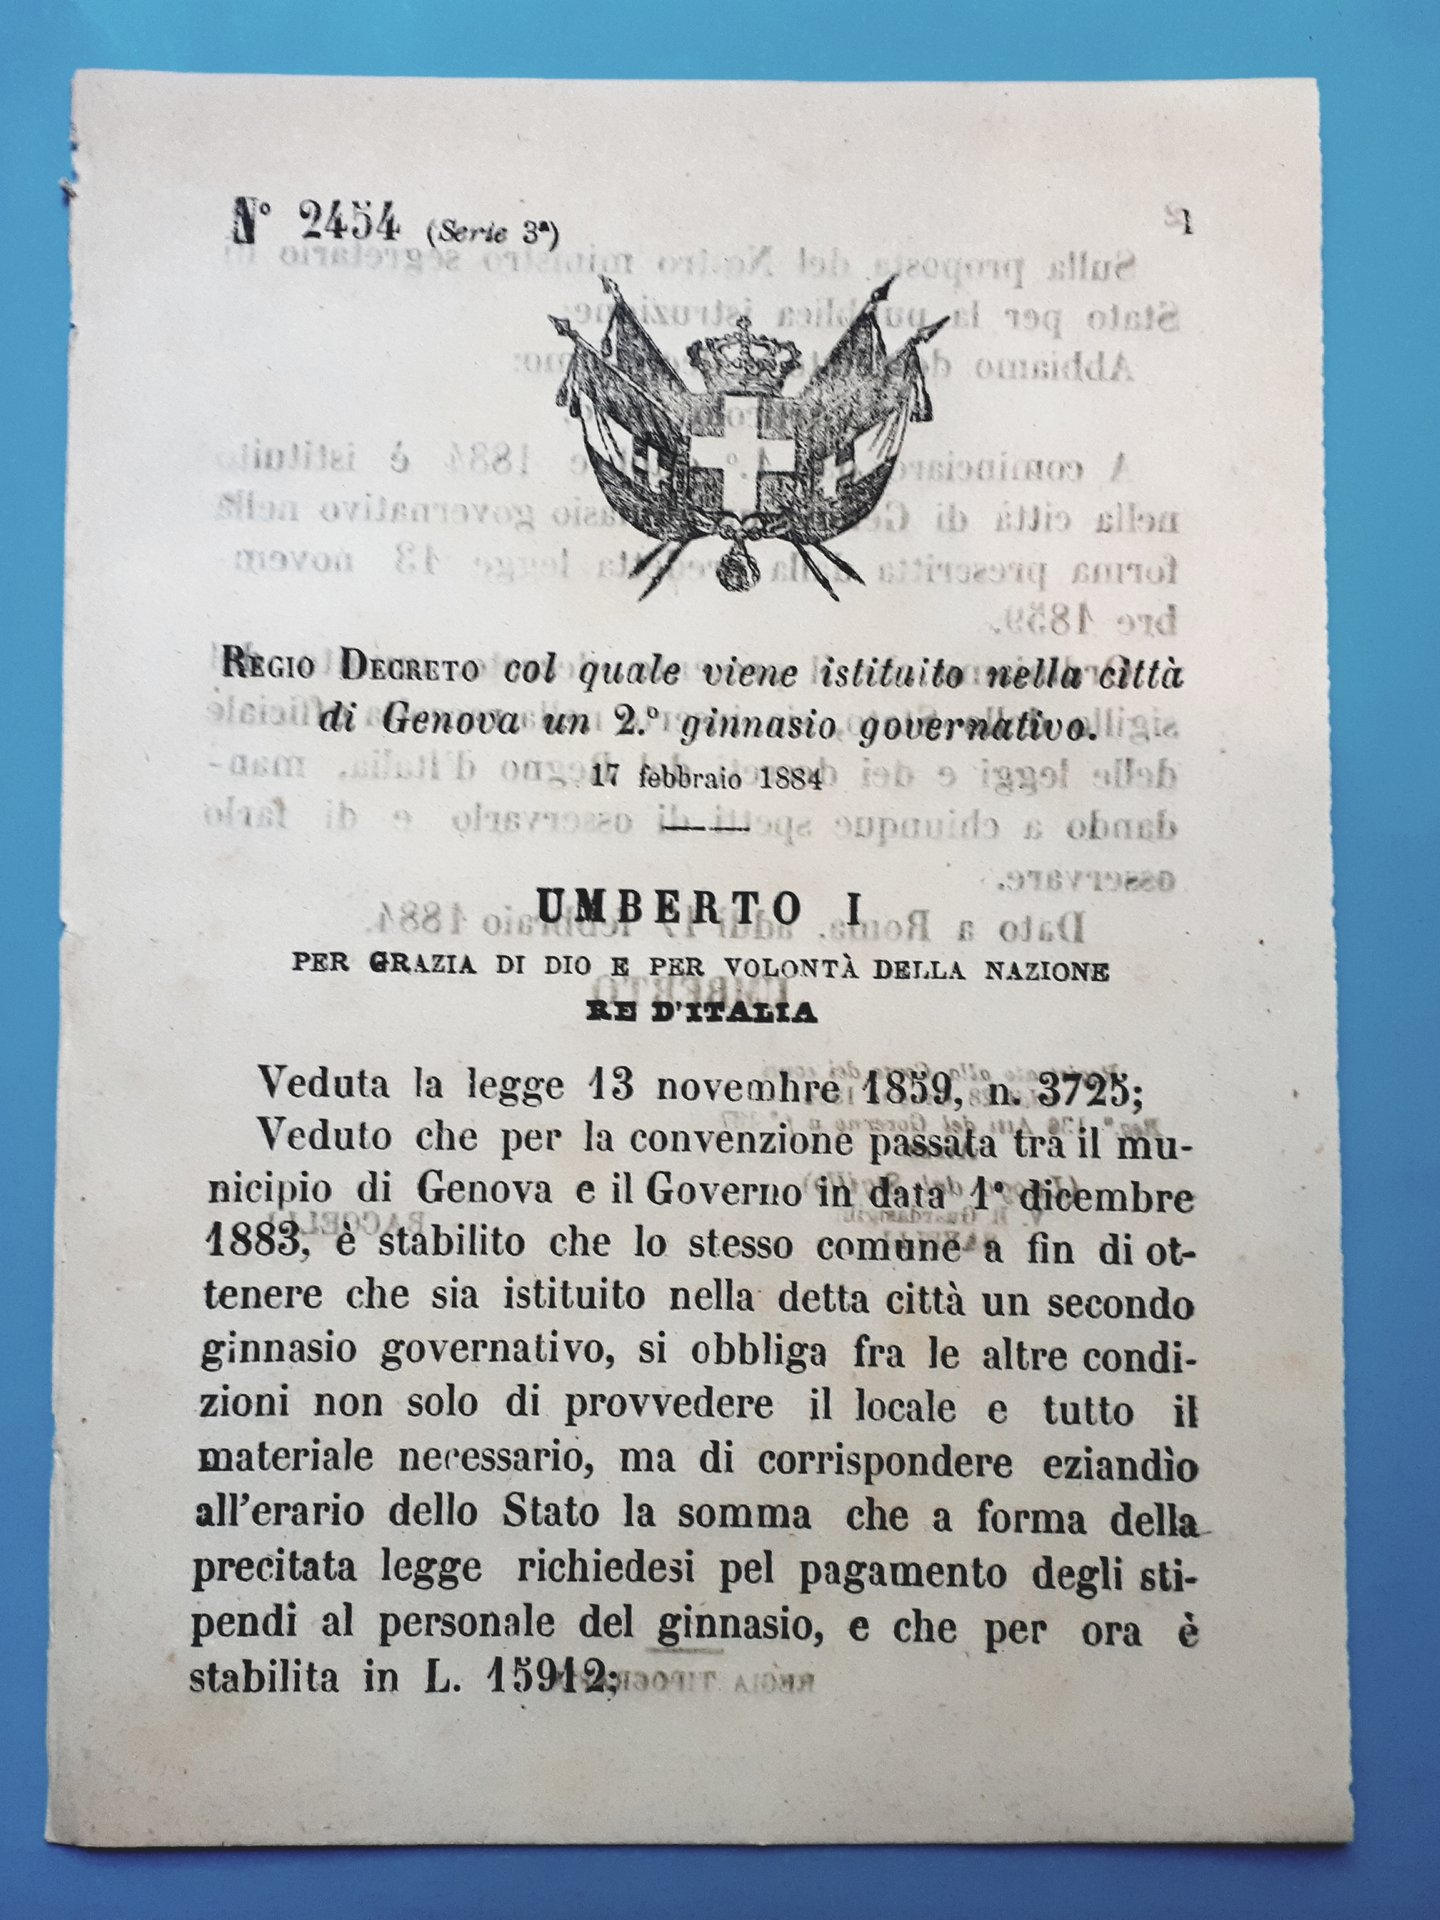 N° 2454 (Serie 3ª)
1
REGIO DECRETO col quale viene istituito nella città
di Genova un 2.° ginnasio governativo.
17 febbraio 1884
UMBERTO I
PER GRAZIA DI DIO E PER VOLONTÀ DELLA NAZIONE
RE D'ITALIA
Veduta la legge 13 novembre 1859, n. 3725;
Veduto che per la convenzione passata tra il mu-
nicipio di Genova e il Governo in data 1° dicembre
1883, è stabilito che lo stesso comune a fin di ot-
tenere che sia istituito nella detta città un secondo
ginnasio governativo, si obbliga fra le altre condi-
zioni non solo di provvedere il locale e tutto il
materiale necessario, ma di corrispondere eziandìo
all'erario dello Stato la somma che a forma della
precitata legge richiedesi pel pagamento degli sti-
pendi al personale del ginnasio, e che per ora è
stabilita in L. 15912;